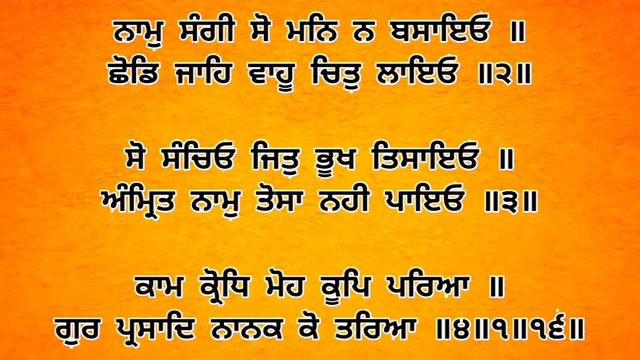 ਨਾਮੁ ਸੰਗੀ ਸੋ ਮਨਿ ਨ ਬਸਾਇਓ ॥
ਛੋਡਿ ਜਾਹਿ ਵਾਹੂ ਚਿਤੁ ਲਾਇਓ ॥੨॥
ਸੋ ਸੰਚਿਓ ਜਿਤੁ ਭੂਖ ਤਿਸਾਇਓ ॥
ਅੰਮ੍ਰਿਤ ਨਾਮੁ ਤੋਸਾ ਨਹੀ ਪਾਇਓ ॥੩॥
ਕਾਮ ਕ੍ਰੋਧਿ ਮੋਹ ਕੂਪਿ ਪਰਿਆ ॥
ਗੁਰ ਪ੍ਰਸਾਦਿ ਨਾਨਕ ਕੋ ਤਰਿਆ ॥੪॥੧॥੧੬॥